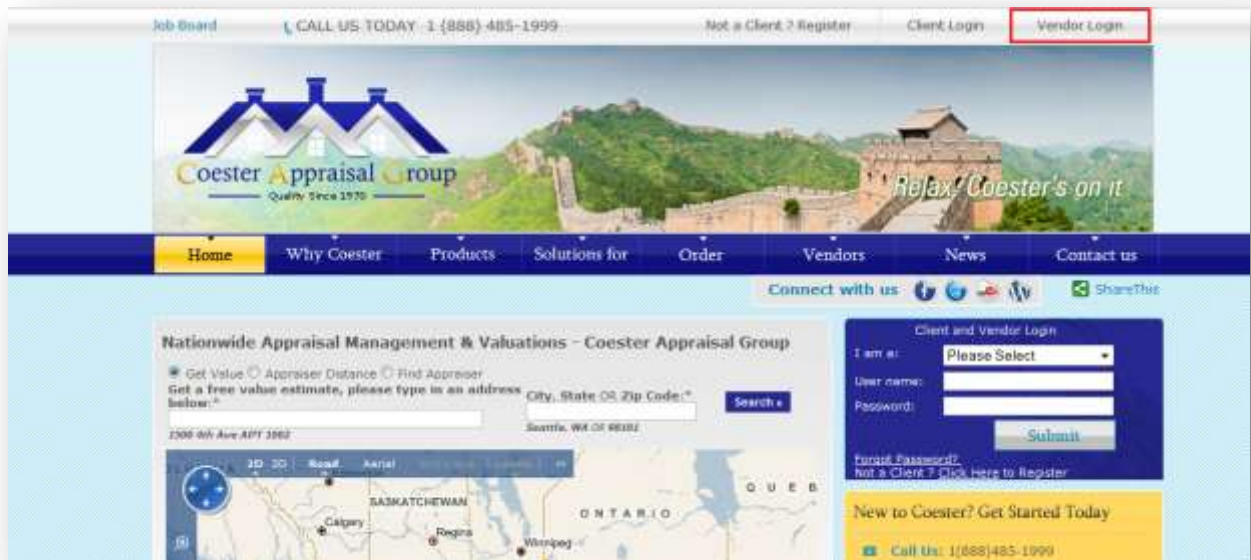 Job Board
CALL US TODAY 1 (888) 485-1999
Not a Client ? Register
Client Login
Vendor Login
Coester Appraisal Group
Quality Since 1970
Relax, Coester's on it
Home
Why Coester
Products
Solutions for
Order
Vendors
News
Contact us
Connect with us
ShareThis
Nationwide Appraisal Management & Valuations - Coester Appraisal Group
Get Value Appraiser Distance Find Appraiser
Get a free value estimate, please type in an address
below:*
City, State OR Zip Code:*
Search »
1500 4th Ave APT 1002
Seattle, WA OR 98101
Client and Vendor Login
I am a:
Please Select
User name:
Password:
Submit
Forgot Password?
Not a Client ? Click Here to Register
2D 3D Road Aerial
SASKATCHEWAN
Calgary
Regina
Winnipeg
ONTARIO
QUEB
New to Coester? Get Started Today
Call Us: 1(888)485-1999